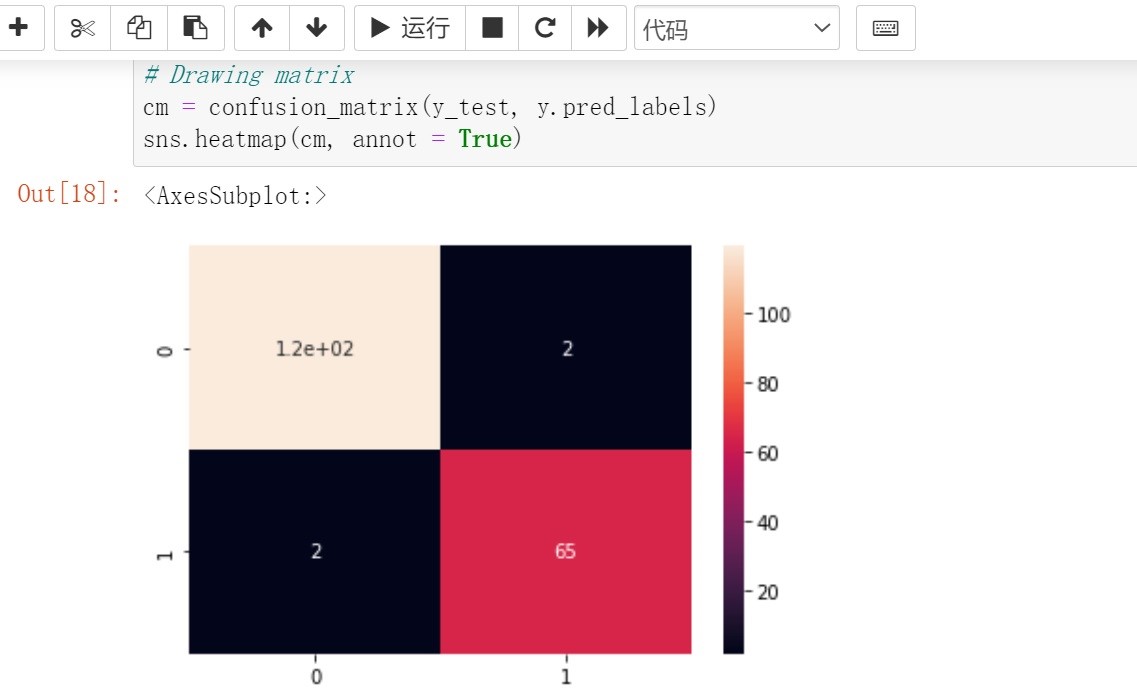 运行
代码
# Drawing matrix
cm = confusion_matrix(y_test, y.pred_labels)
sns.heatmap(cm, annot = True)
Out[18]: <AxesSubplot:>
100
0
1.2e+02
2
80
60
40
1
2
65
20
0
1